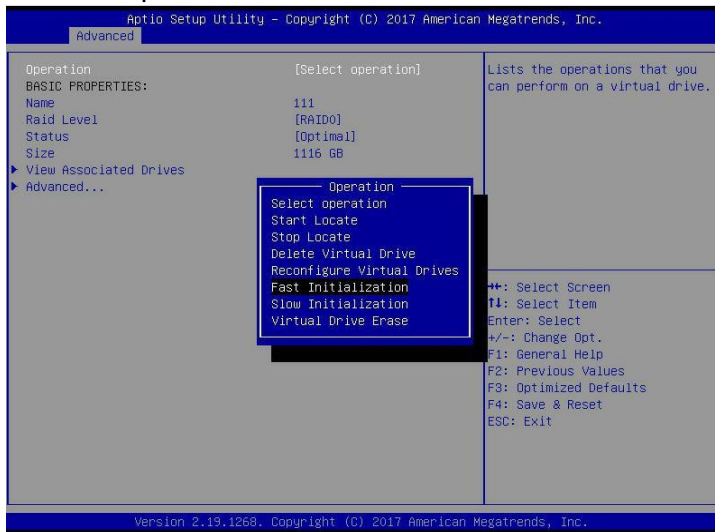 Aptio Setup Utility – Copyright (C) 2017 American Megatrends, Inc.
Advanced
Operation [Select operation]
BASIC PROPERTIES:
Name 111
Raid Level [RAID0]
Status [Optimal]
Size 1116 GB
View Associated Drives
Advanced...
Lists the operations that you
can perform on a virtual drive.
Operation
Select operation
Start Locate
Stop Locate
Delete Virtual Drive
Reconfigure Virtual Drives
Fast Initialization
Slow Initialization
Virtual Drive Erase
→←: Select Screen
↑↓: Select Item
Enter: Select
+/-: Change Opt.
F1: General Help
F2: Previous Values
F3: Optimized Defaults
F4: Save & Reset
ESC: Exit
Version 2.19.1268. Copyright (C) 2017 American Megatrends, Inc.